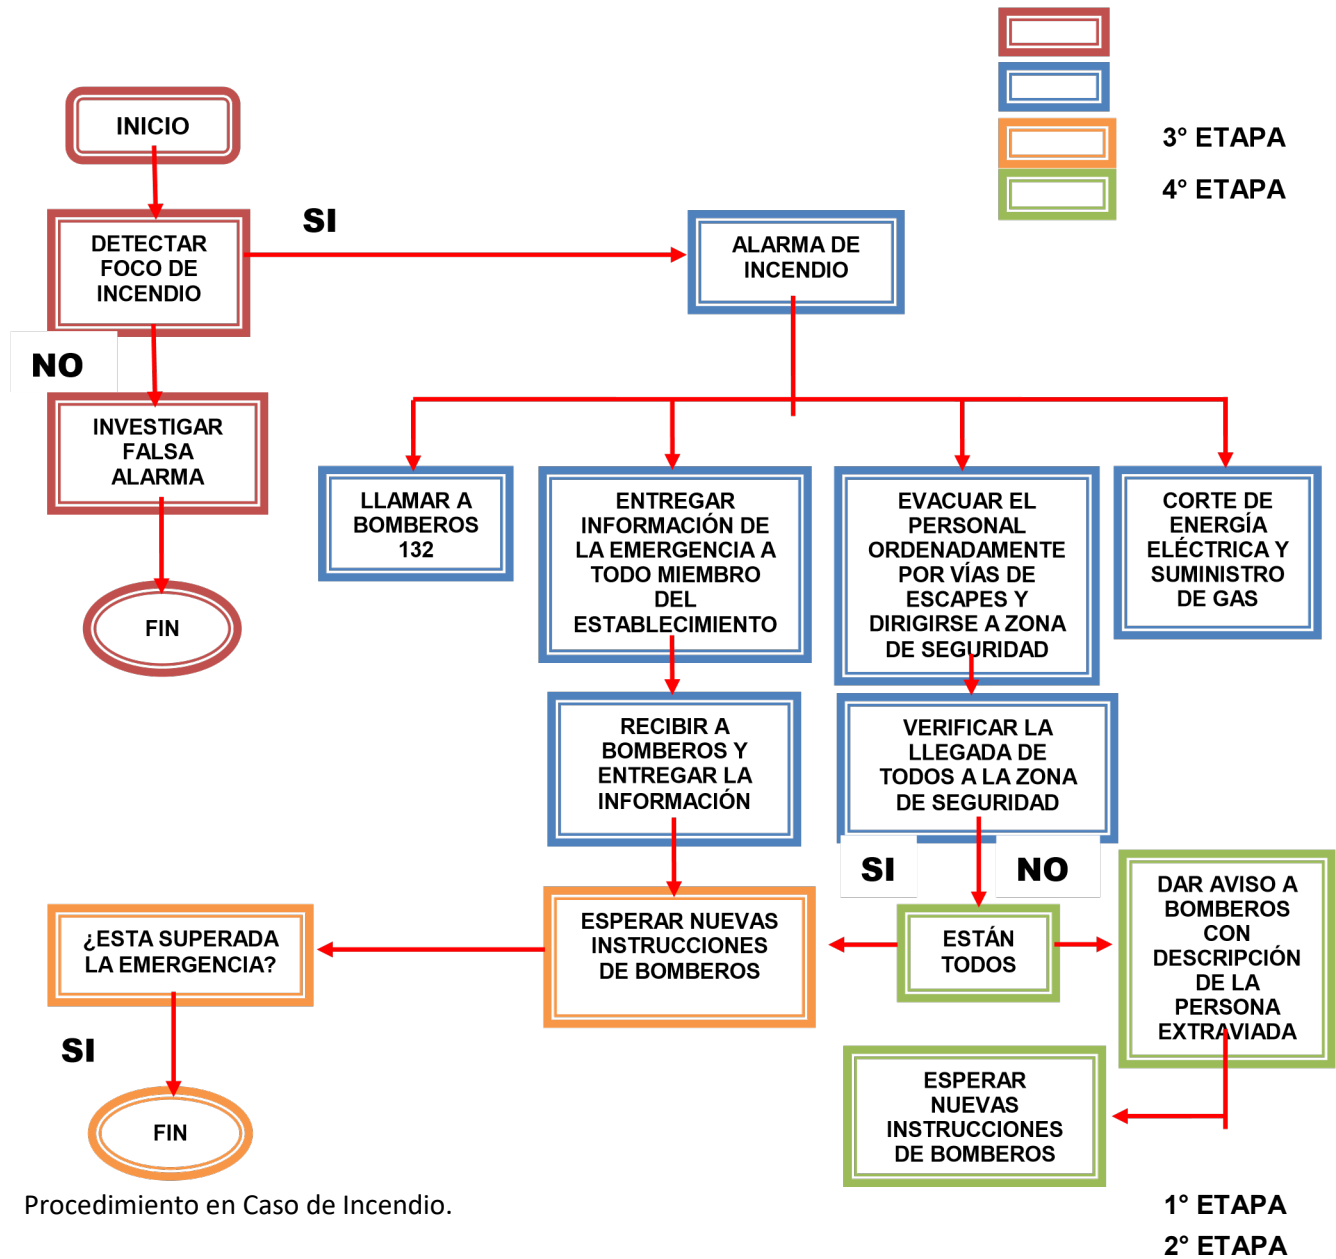 INICIO
3° ETAPA
4° ETAPA
DETECTAR
FOCO DE
INCENDIO
SI
ALARMA DE
INCENDIO
NO
INVESTIGAR
FALSA
ALARMA
LLAMAR A
BOMBEROS
132
ENTREGAR
INFORMACIÓN DE
LA EMERGENCIA A
TODO MIEMBRO
DEL
ESTABLECIMIENTO
EVACUAR EL
PERSONAL
ORDENADAMENTE
POR VÍAS DE
ESCAPES Y
DIRIGIRSE A ZONA
DE SEGURIDAD
CORTE DE
ENERGÍA
ELÉCTRICA Y
SUMINISTRO
DE GAS
FIN
RECIBIR A
BOMBEROS Y
ENTREGAR LA
INFORMACIÓN
VERIFICAR LA
LLEGADA DE
TODOS A LA ZONA
DE SEGURIDAD
SI
NO
¿ESTA SUPERADA
LA EMERGENCIA?
ESPERAR NUEVAS
INSTRUCCIONES
DE BOMBEROS
ESTÁN
TODOS
DAR AVISO A
BOMBEROS
CON
DESCRIPCIÓN
DE LA
PERSONA
EXTRAVIADA
SI
FIN
ESPERAR
NUEVAS
INSTRUCCIONES
DE BOMBEROS
Procedimiento en Caso de Incendio.
1° ETAPA
2° ETAPA